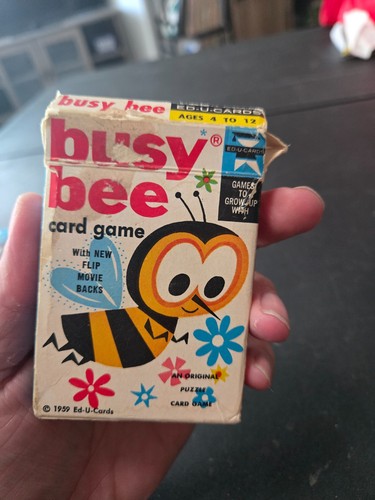 busy bee
ED-U-CARDS
AGES 4 TO 12
busy®
bee
card game
ED-U-CARDS
GAMES
TO
GROW UP
WITH
With NEW
FLIP
MOVIE
BACKS
AN ORIGINAL
PUZZLE
CARD GAME
© 1959 Ed-U-Cards